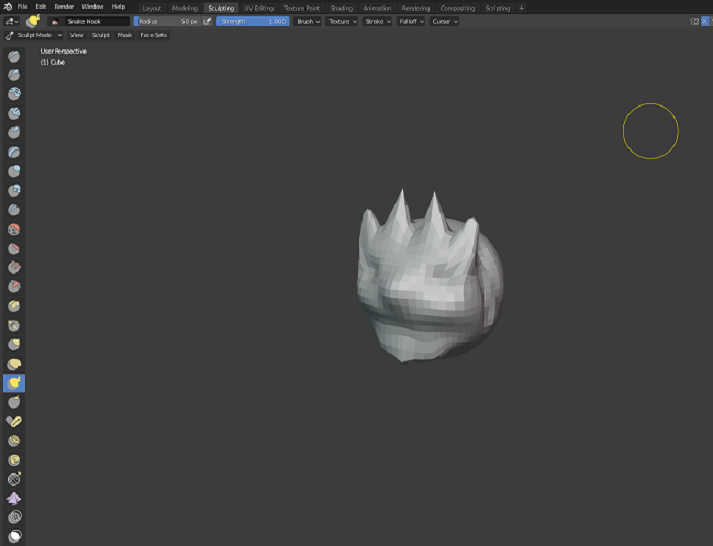 File Edit Render Window Help Layout Modeling Sculpting UV Editing Texture Paint Shading Animation Rendering Compositing Scripting +
Snake Hook Radius 50 px Strength 1.000 Brush Texture Stroke Falloff Cursor
Sculpt Mode View Sculpt Mask Face Sets
User Perspective
(1) Cube